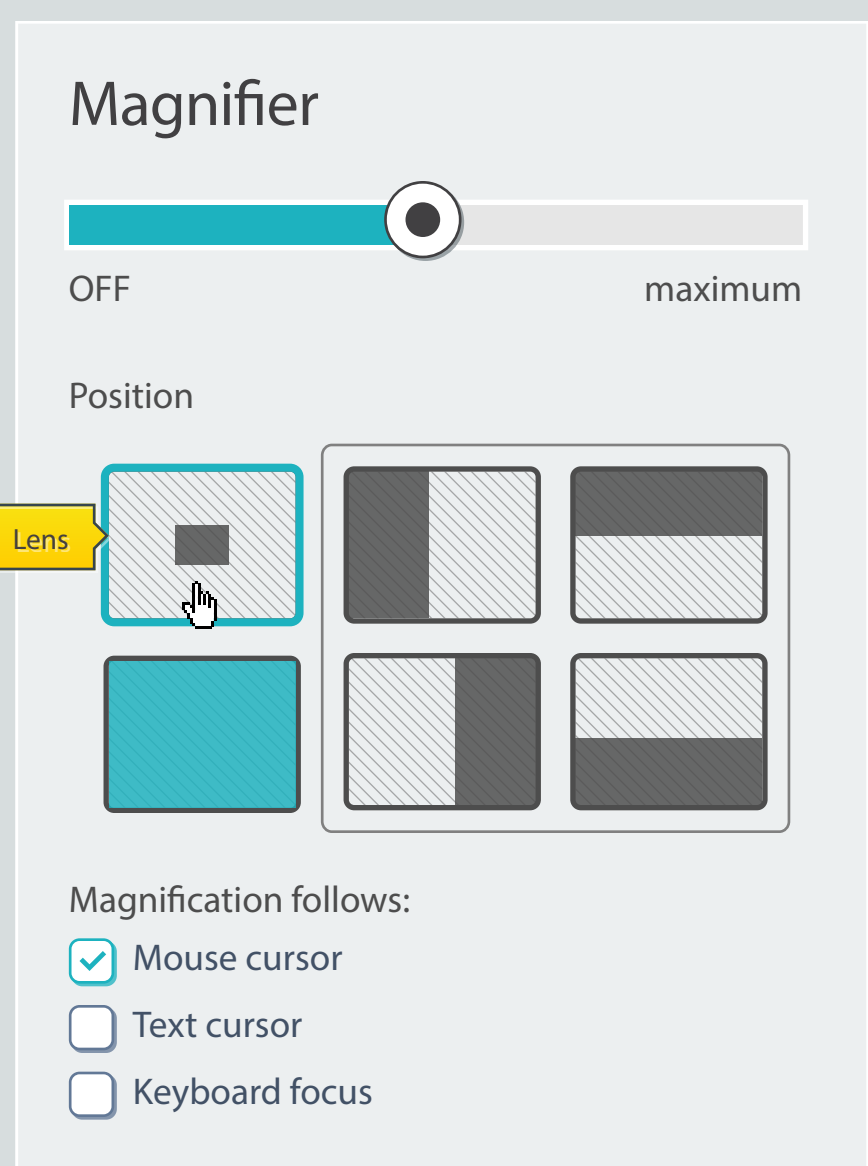 Magnifier
OFF
maximum
Position
Lens
Magnification follows:
Mouse cursor
Text cursor
Keyboard focus